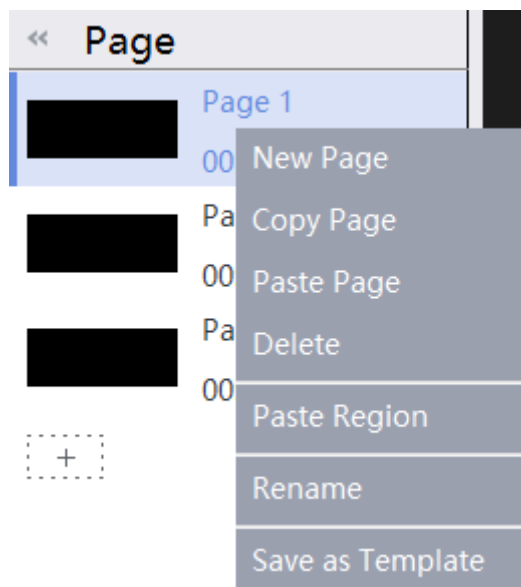 « Page
Page 1
00
New Page
Pa
Copy Page
00
Paste Page
Pa
Delete
00
Paste Region
+
Rename
Save as Template